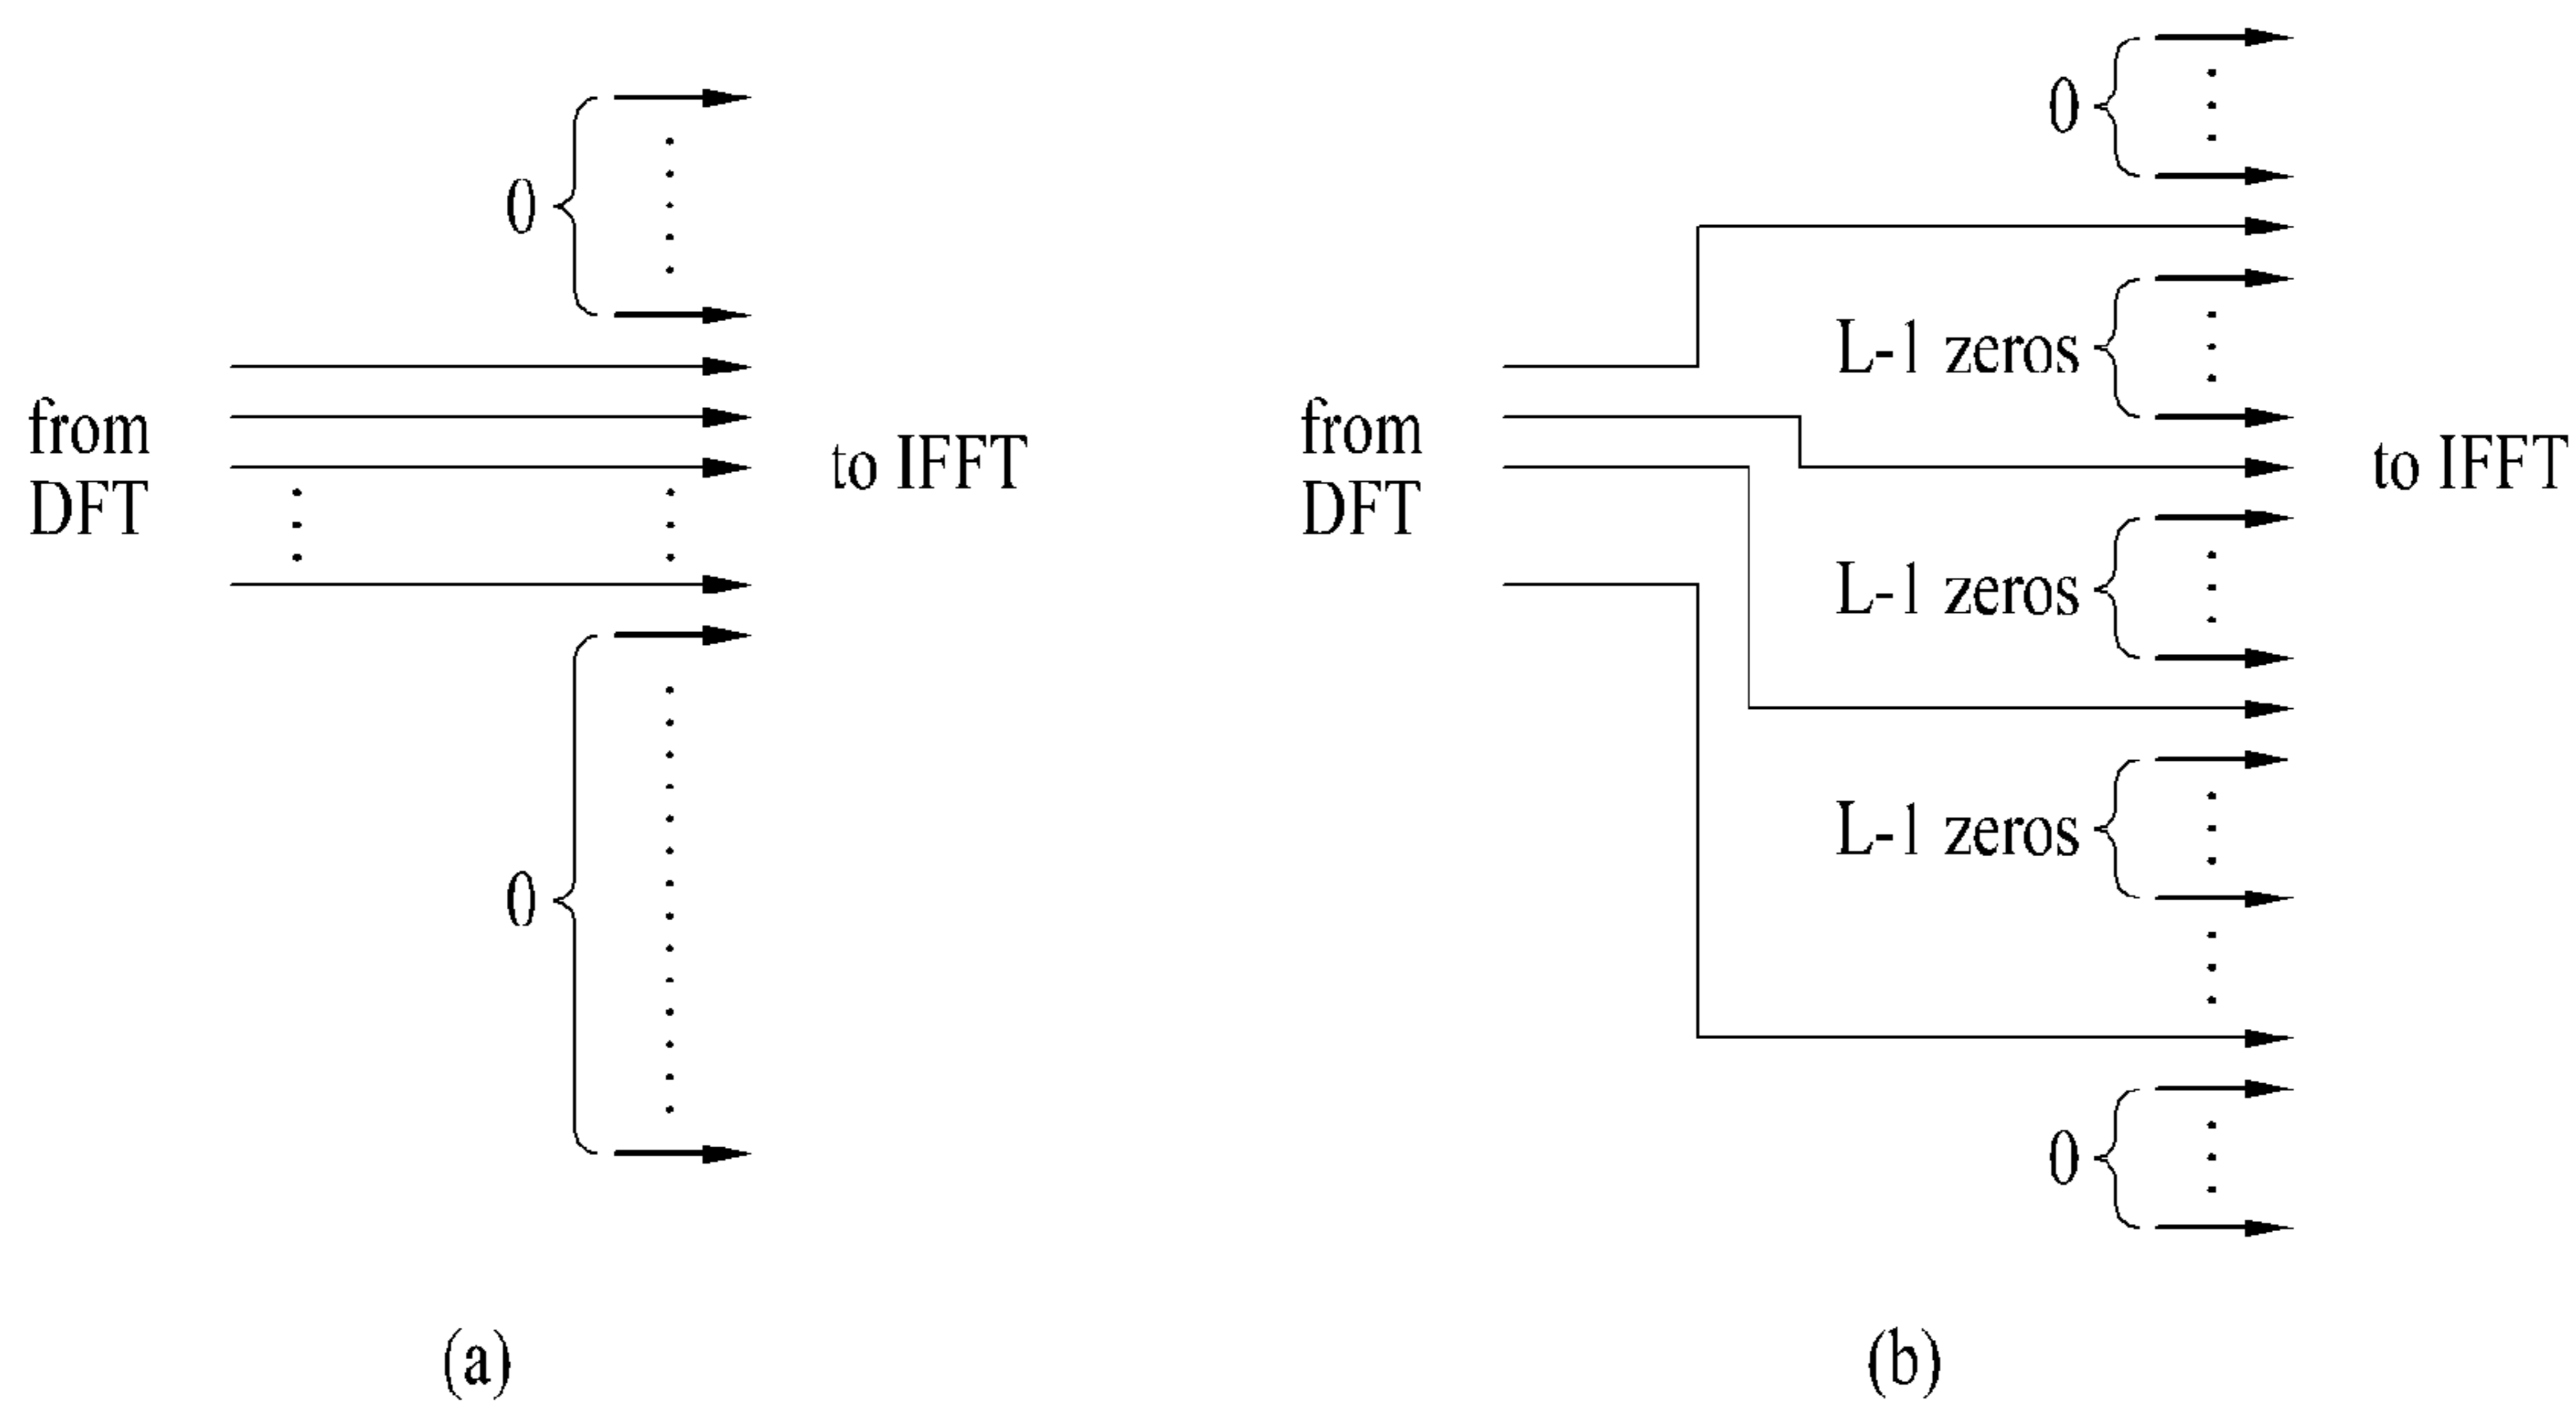 0
from
DFT
to IFFT
0
(a)
0
L-1 zeros
from
DFT
to IFFT
L-1 zeros
L-1 zeros
0
(b)